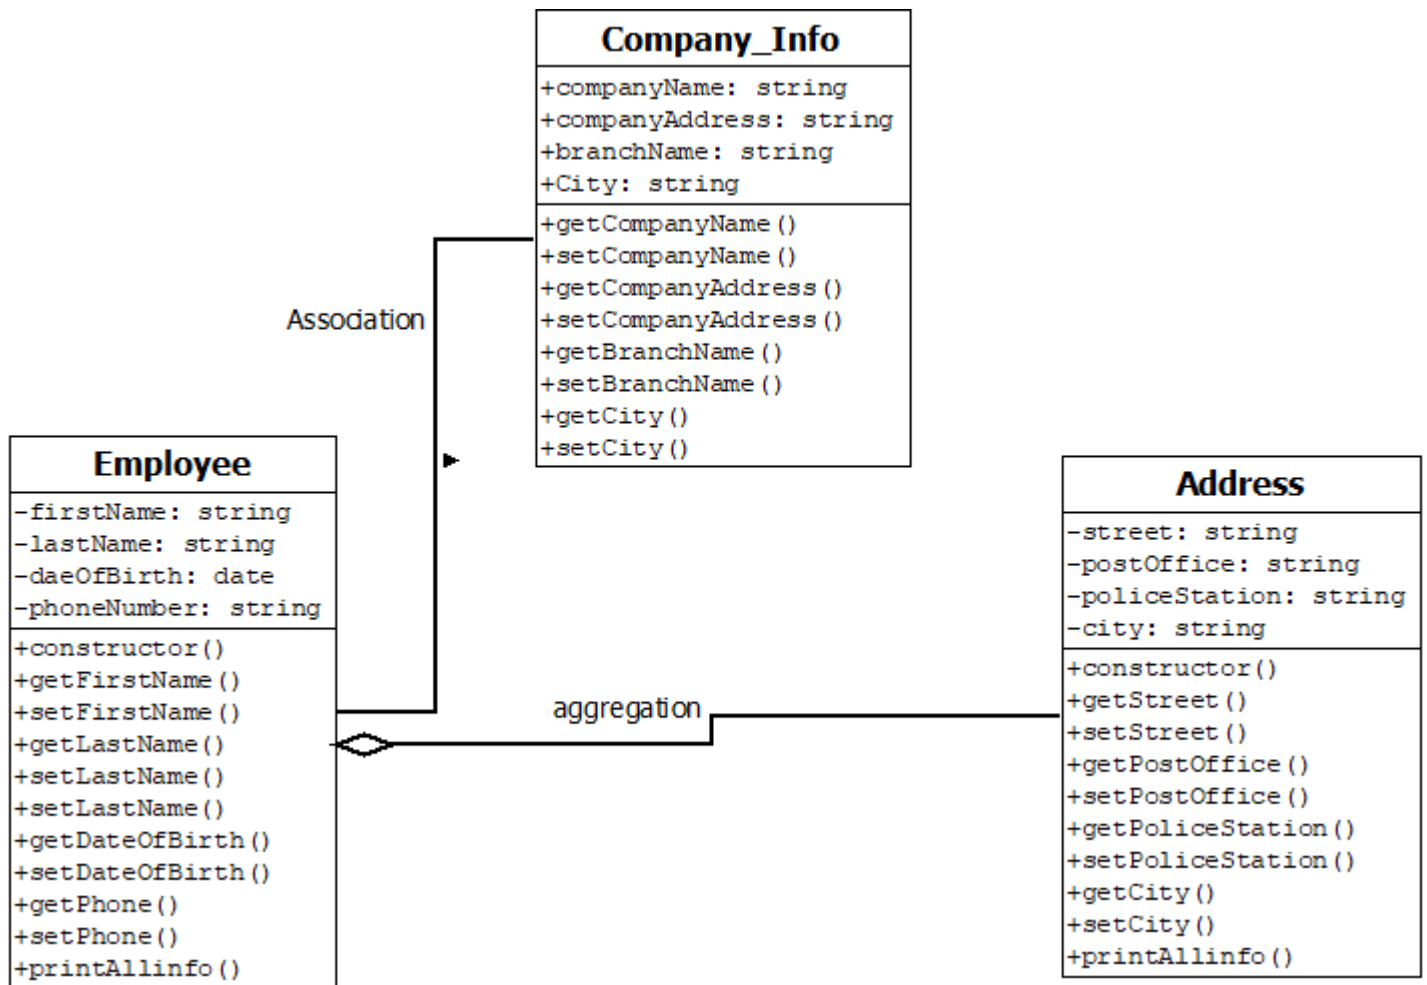 Company_Info
+companyName: string
+companyAddress: string
+branchName: string
+City: string
+getCompanyName()
+setCompanyName()
+getCompanyAddress()
+setCompanyAddress()
+getBranchName()
+setBranchName()
+getCity()
+setCity()
Association
Employee
-firstName: string
-lastName: string
-daeOfBirth: date
-phoneNumber: string
+constructor()
+getFirstName()
+setFirstName()
+getLastName()
+setLastName()
+setLastName()
+getDateOfBirth()
+setDateOfBirth()
+getPhone()
+setPhone()
+printAllinfo()
aggregation
Address
-street: string
-postOffice: string
-policeStation: string
-city: string
+constructor()
+getStreet()
+setStreet()
+getPostOffice()
+setPostOffice()
+getPoliceStation()
+setPoliceStation()
+getCity()
+setCity()
+printAllinfo()